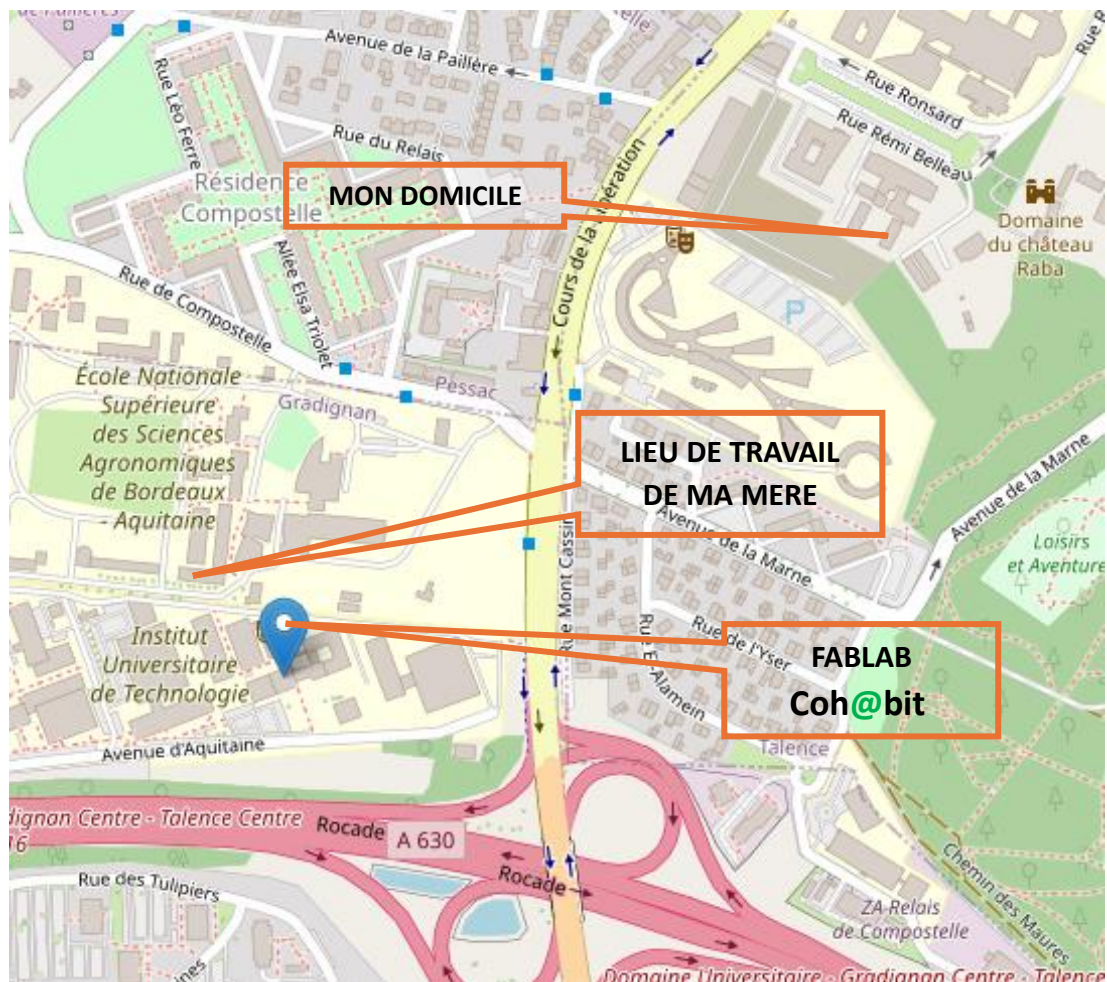 Avenue de la Paillère
Rue Léo Ferre
Rue du Relais
Résidence
Compostelle
MON DOMICILE
Cours de la Libération
Rue Ronsard
Rue Rémi Belleau
Domaine
du château
Raba
Rue de Compostelle
Allée Elsa Triolet
P
École Nationale
Supérieure
des Sciences
Agronomiques
de Bordeaux
- Aquitaine
Pessac
Gradignan
LIEU DE TRAVAIL
DE MA MERE
Avenue de la Marne
Avenue de la Marne
Loisirs
et Aventure
Rue Mont Cassin
Rue de l'Yser
Rue El-Alamein
Institut
Universitaire
de Technologie
FABLAB
Coh@bit
Talence
Avenue d'Aquitaine
dignan Centre - Talence Centre
16
Rocade
A 630
Rocade
Rue des Tulipiers
Chemin des Maures
ZA Relais
de Compostelle
Domaine Universitaire - Gradignan Centre - Talence